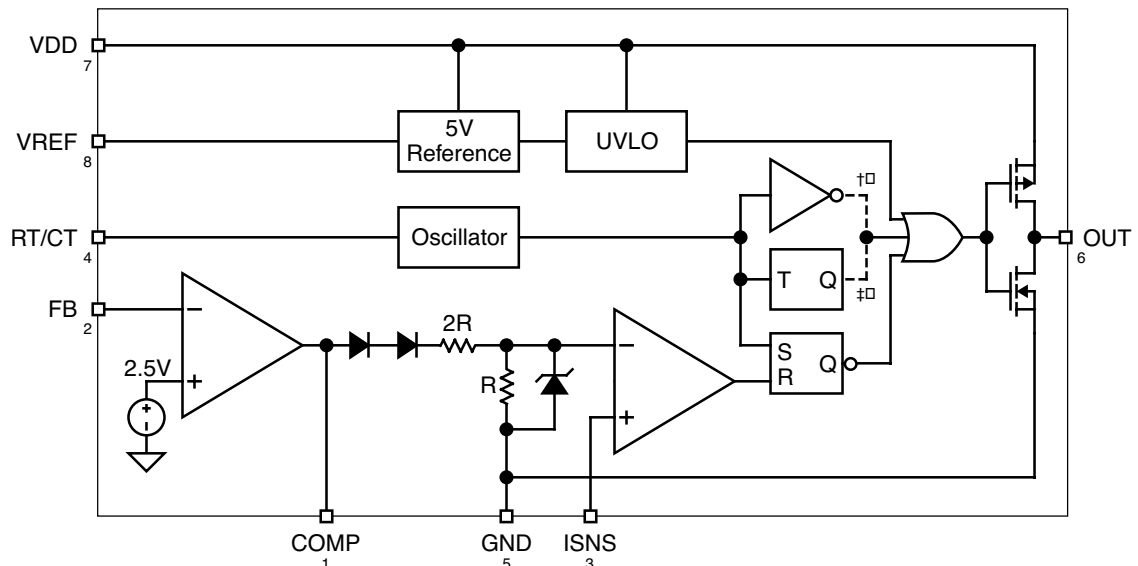 VDD
7
5V
Reference
UVLO
VREF
8
†□
RT/CT
4
Oscillator
OUT
6
T Q
‡□
FB
2
−
2R
2.5V
+
R
−
S
R
Q
+
+
-
COMP
1
GND
5
ISNS
3